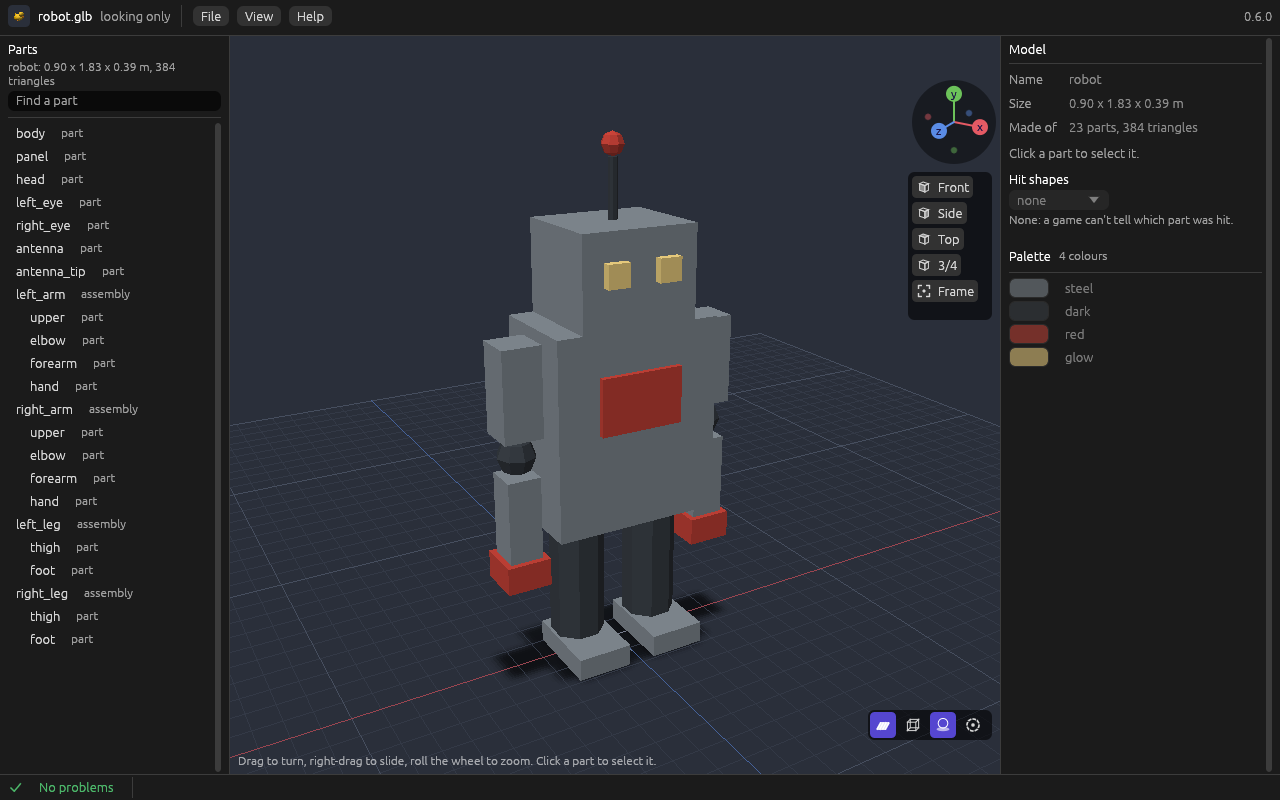 robot.glb looking only File View Help 0.6.0
Parts
robot: 0.90 x 1.83 x 0.39 m, 384
triangles
Find a part
body part
panel part
head part
left_eye part
right_eye part
antenna part
antenna_tip part
left_arm assembly
upper part
elbow part
forearm part
hand part
right_arm assembly
upper part
elbow part
forearm part
hand part
left_leg assembly
thigh part
foot part
right_leg assembly
thigh part
foot part
y
x
z
Front
Side
Top
3/4
Frame
Drag to turn, right-drag to slide, roll the wheel to zoom. Click a part to select it.
Model
Name robot
Size 0.90 x 1.83 x 0.39 m
Made of 23 parts, 384 triangles
Click a part to select it.
Hit shapes
none
None: a game can't tell which part was hit.
Palette 4 colours
steel
dark
red
glow
No problems